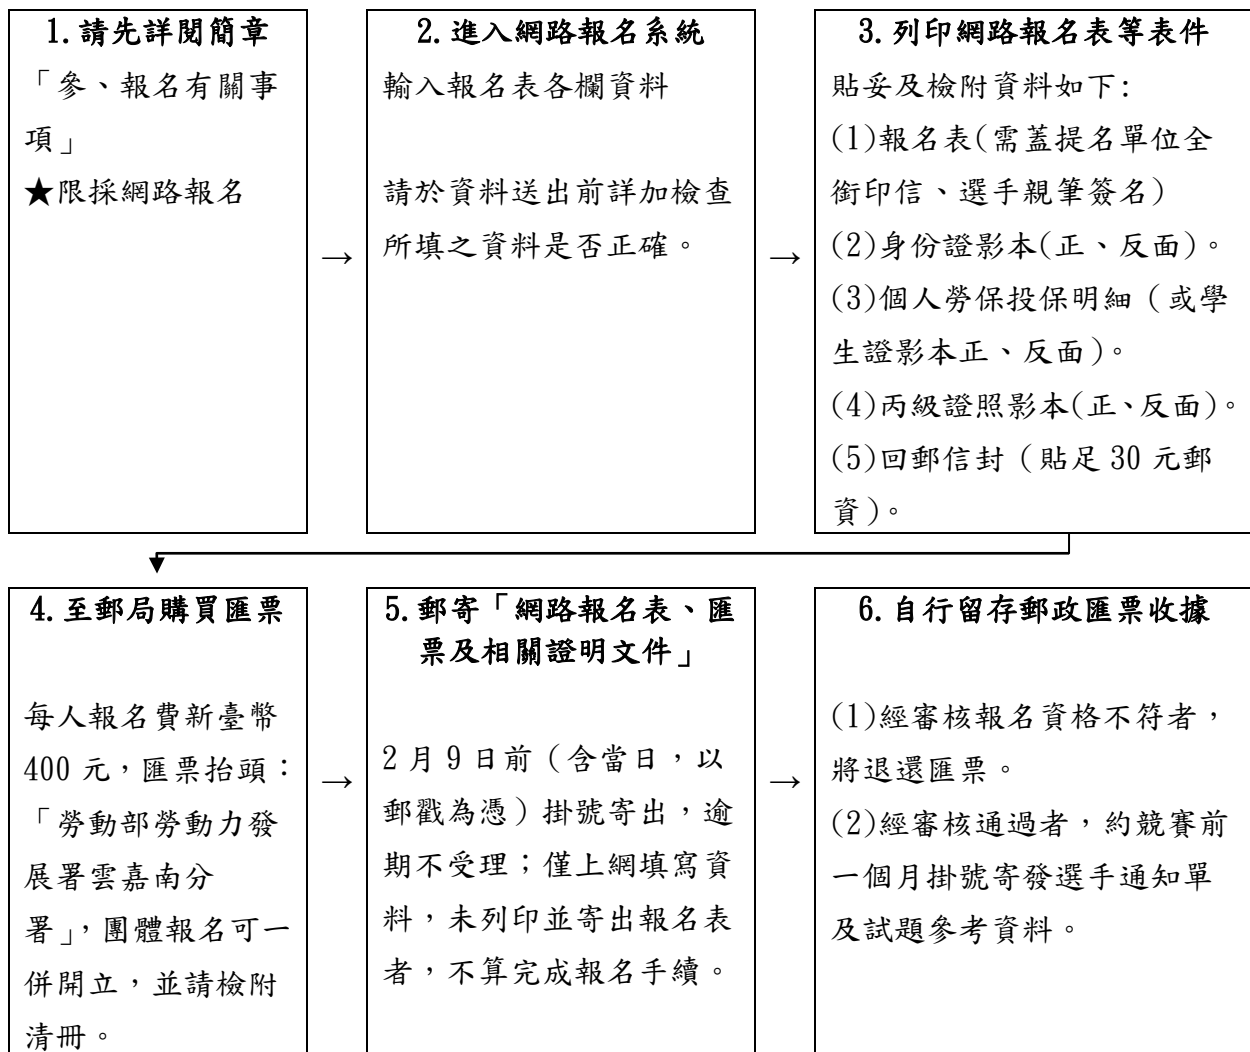 1.請先詳閱簡章
「參、報名有關事
項」
★限採網路報名
→
2.進入網路報名系統
輸入報名表各欄資料
請於資料送出前詳加檢查
所填之資料是否正確。
→
3.列印網路報名表等表件
貼妥及檢附資料如下:
(1)報名表(需蓋提名單位全
銜印信、選手親筆簽名)
(2)身份證影本(正、反面)。
(3)個人勞保投保明細（或學
生證影本正、反面）。
(4)丙級證照影本(正、反面)。
(5)回郵信封（貼足 30 元郵
資）。
4.至郵局購買匯票
每人報名費新臺幣
400 元，匯票抬頭：
「勞動部勞動力發
展署雲嘉南分
署」，團體報名可一
併開立，並請檢附
清冊。
→
5.郵寄「網路報名表、匯
票及相關證明文件」
2 月 9 日前（含當日，以
郵戳為憑）掛號寄出，逾
期不受理；僅上網填寫資
料，未列印並寄出報名表
者，不算完成報名手續。
→
6.自行留存郵政匯票收據
(1)經審核報名資格不符者，
將退還匯票。
(2)經審核通過者，約競賽前
一個月掛號寄發選手通知單
及試題參考資料。